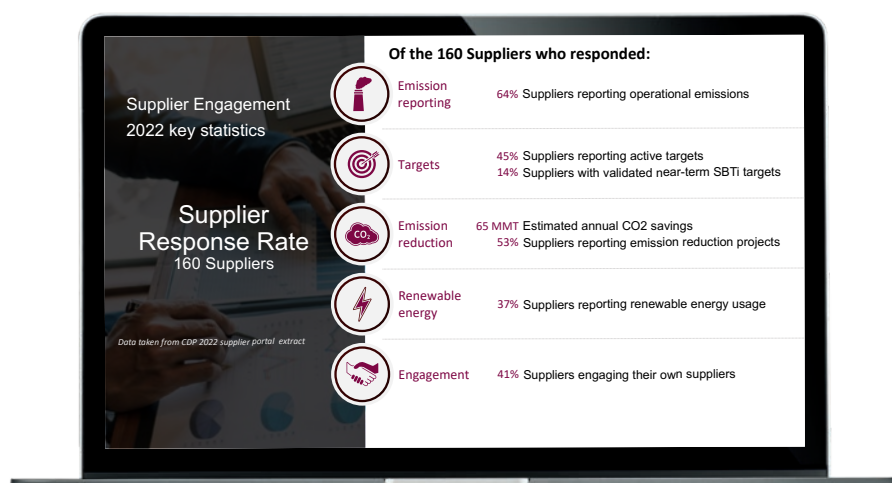 Supplier Engagement
2022 key statistics
Supplier
Response Rate
160 Suppliers
Data taken from CDP 2022 supplier portal extract
Of the 160 Suppliers who responded:
Emission
reporting
64% Suppliers reporting operational emissions
Targets
45% Suppliers reporting active targets
14% Suppliers with validated near-term SBTi targets
CO₂
Emission
reduction
65 MMT Estimated annual CO2 savings
53% Suppliers reporting emission reduction projects
Renewable
energy
37% Suppliers reporting renewable energy usage
Engagement
41% Suppliers engaging their own suppliers